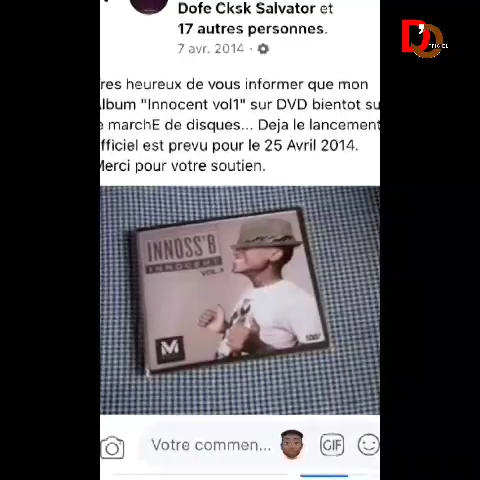 Dofe Cksk Salvator et
17 autres personnes.
7 avr. 2014 ·
res heureux de vous informer que mon
lbum "Innocent vol1" sur DVD bientot su
e marchE de disques... Deja le lancement
fficiel est prevu pour le 25 Avril 2014.
Merci pour votre soutien.
INNOSS'B
INNOCENT
VOL.1
M
DVD
Votre commen...
GIF
D'O
OFFICIEL